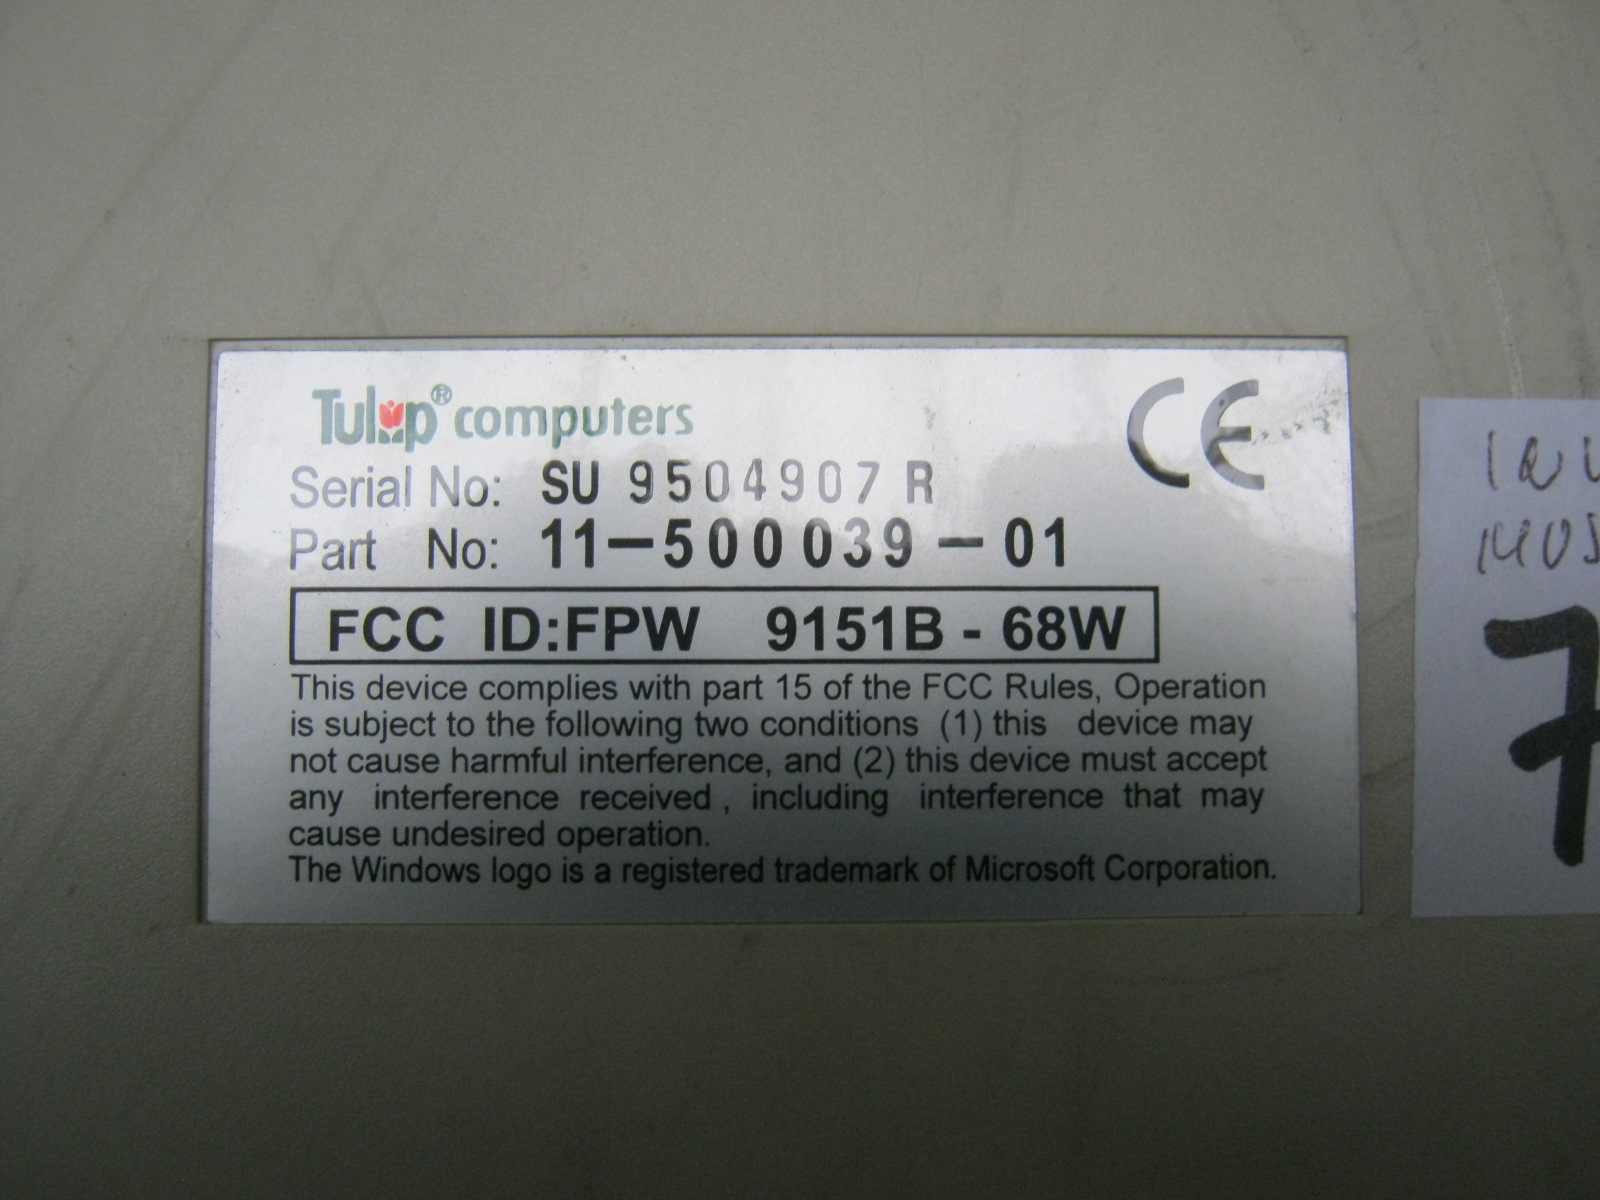 Tulip® computers
CE
Serial No: SU 9504907 R
Part No: 11-500039-01
FCC ID:FPW 9151B - 68W
This device complies with part 15 of the FCC Rules, Operation
is subject to the following two conditions (1) this device may
not cause harmful interference, and (2) this device must accept
any interference received, including interference that may
cause undesired operation.
The Windows logo is a registered trademark of Microsoft Corporation.
7